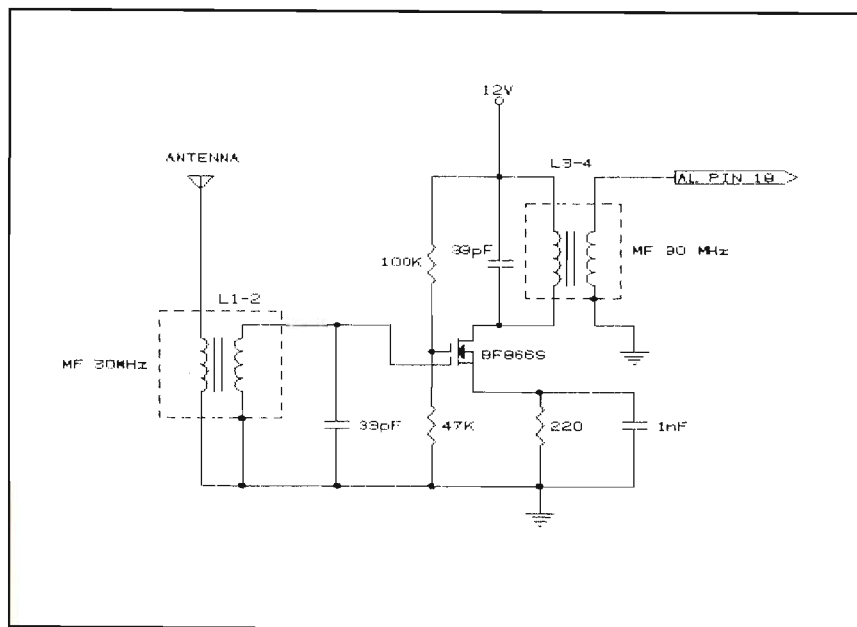 12V
ANTENNA
L3-4
AL PIN 18
100K
39pF
MF 30 MHz
L1-2
MF 30MHz
BF966S
39pF
47K
220
1nF